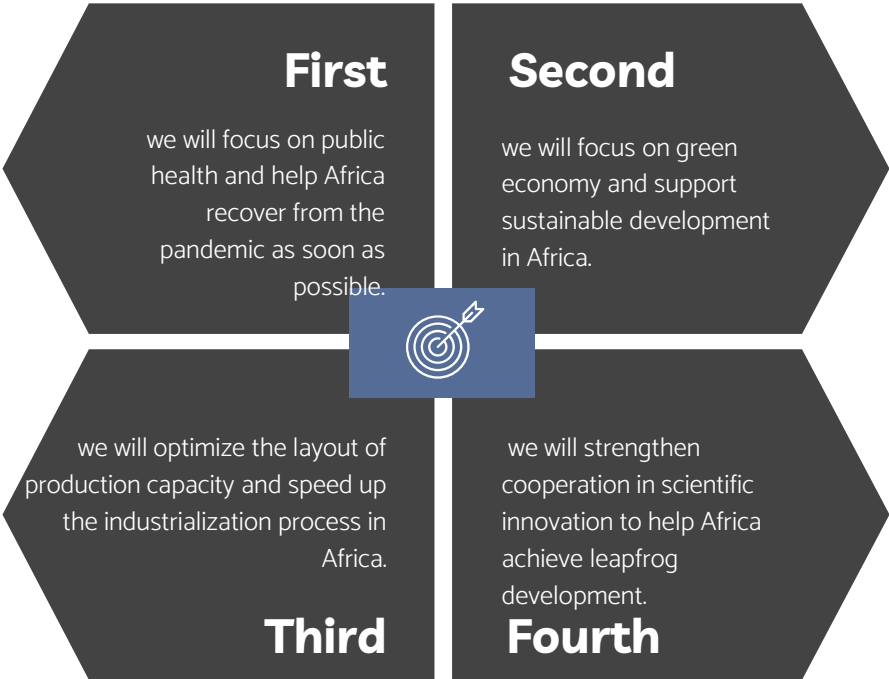 First
we will focus on public
health and help Africa
recover from the
pandemic as soon as
possible.
Second
we will focus on green
economy and support
sustainable development
in Africa.
we will optimize the layout of
production capacity and speed up
the industrialization process in
Africa.
Third
we will strengthen
cooperation in scientific
innovation to help Africa
achieve leapfrog
development.
Fourth